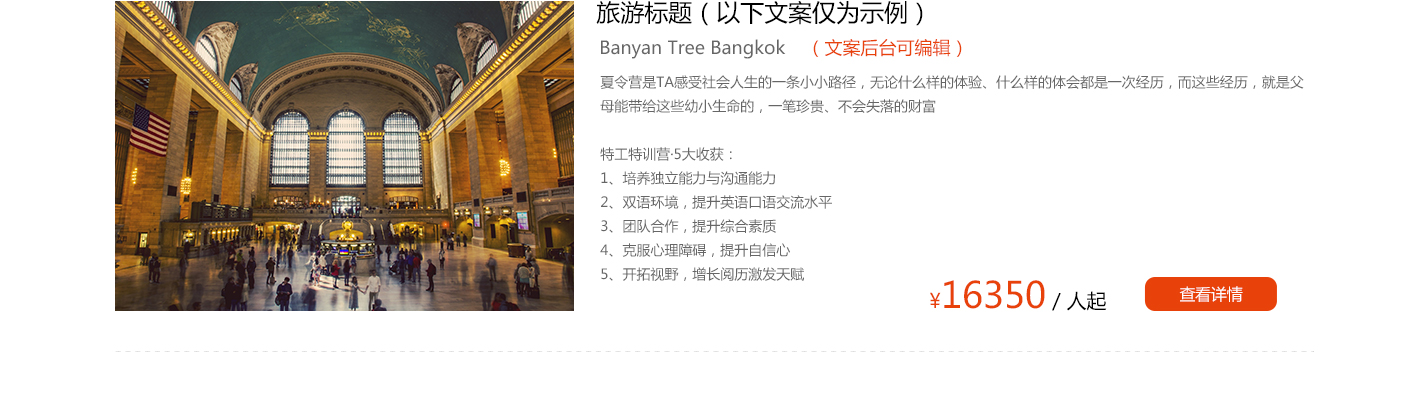 旅游标题（以下文案仅为示例）
Banyan Tree Bangkok （文案后台可编辑）
夏令营是TA感受社会人生的一条小小路径，无论什么样的体验、什么样的体会都是一次经历，而这些经历，就是父
母能带给这些幼小生命的，一笔珍贵、不会失落的财富
特工特训营·5大收获：
1、培养独立能力与沟通能力
2、双语环境，提升英语口语交流水平
3、团队合作，提升综合素质
4、克服心理障碍，提升自信心
5、开拓视野，增长阅历激发天赋
¥16350 / 人起
查看详情